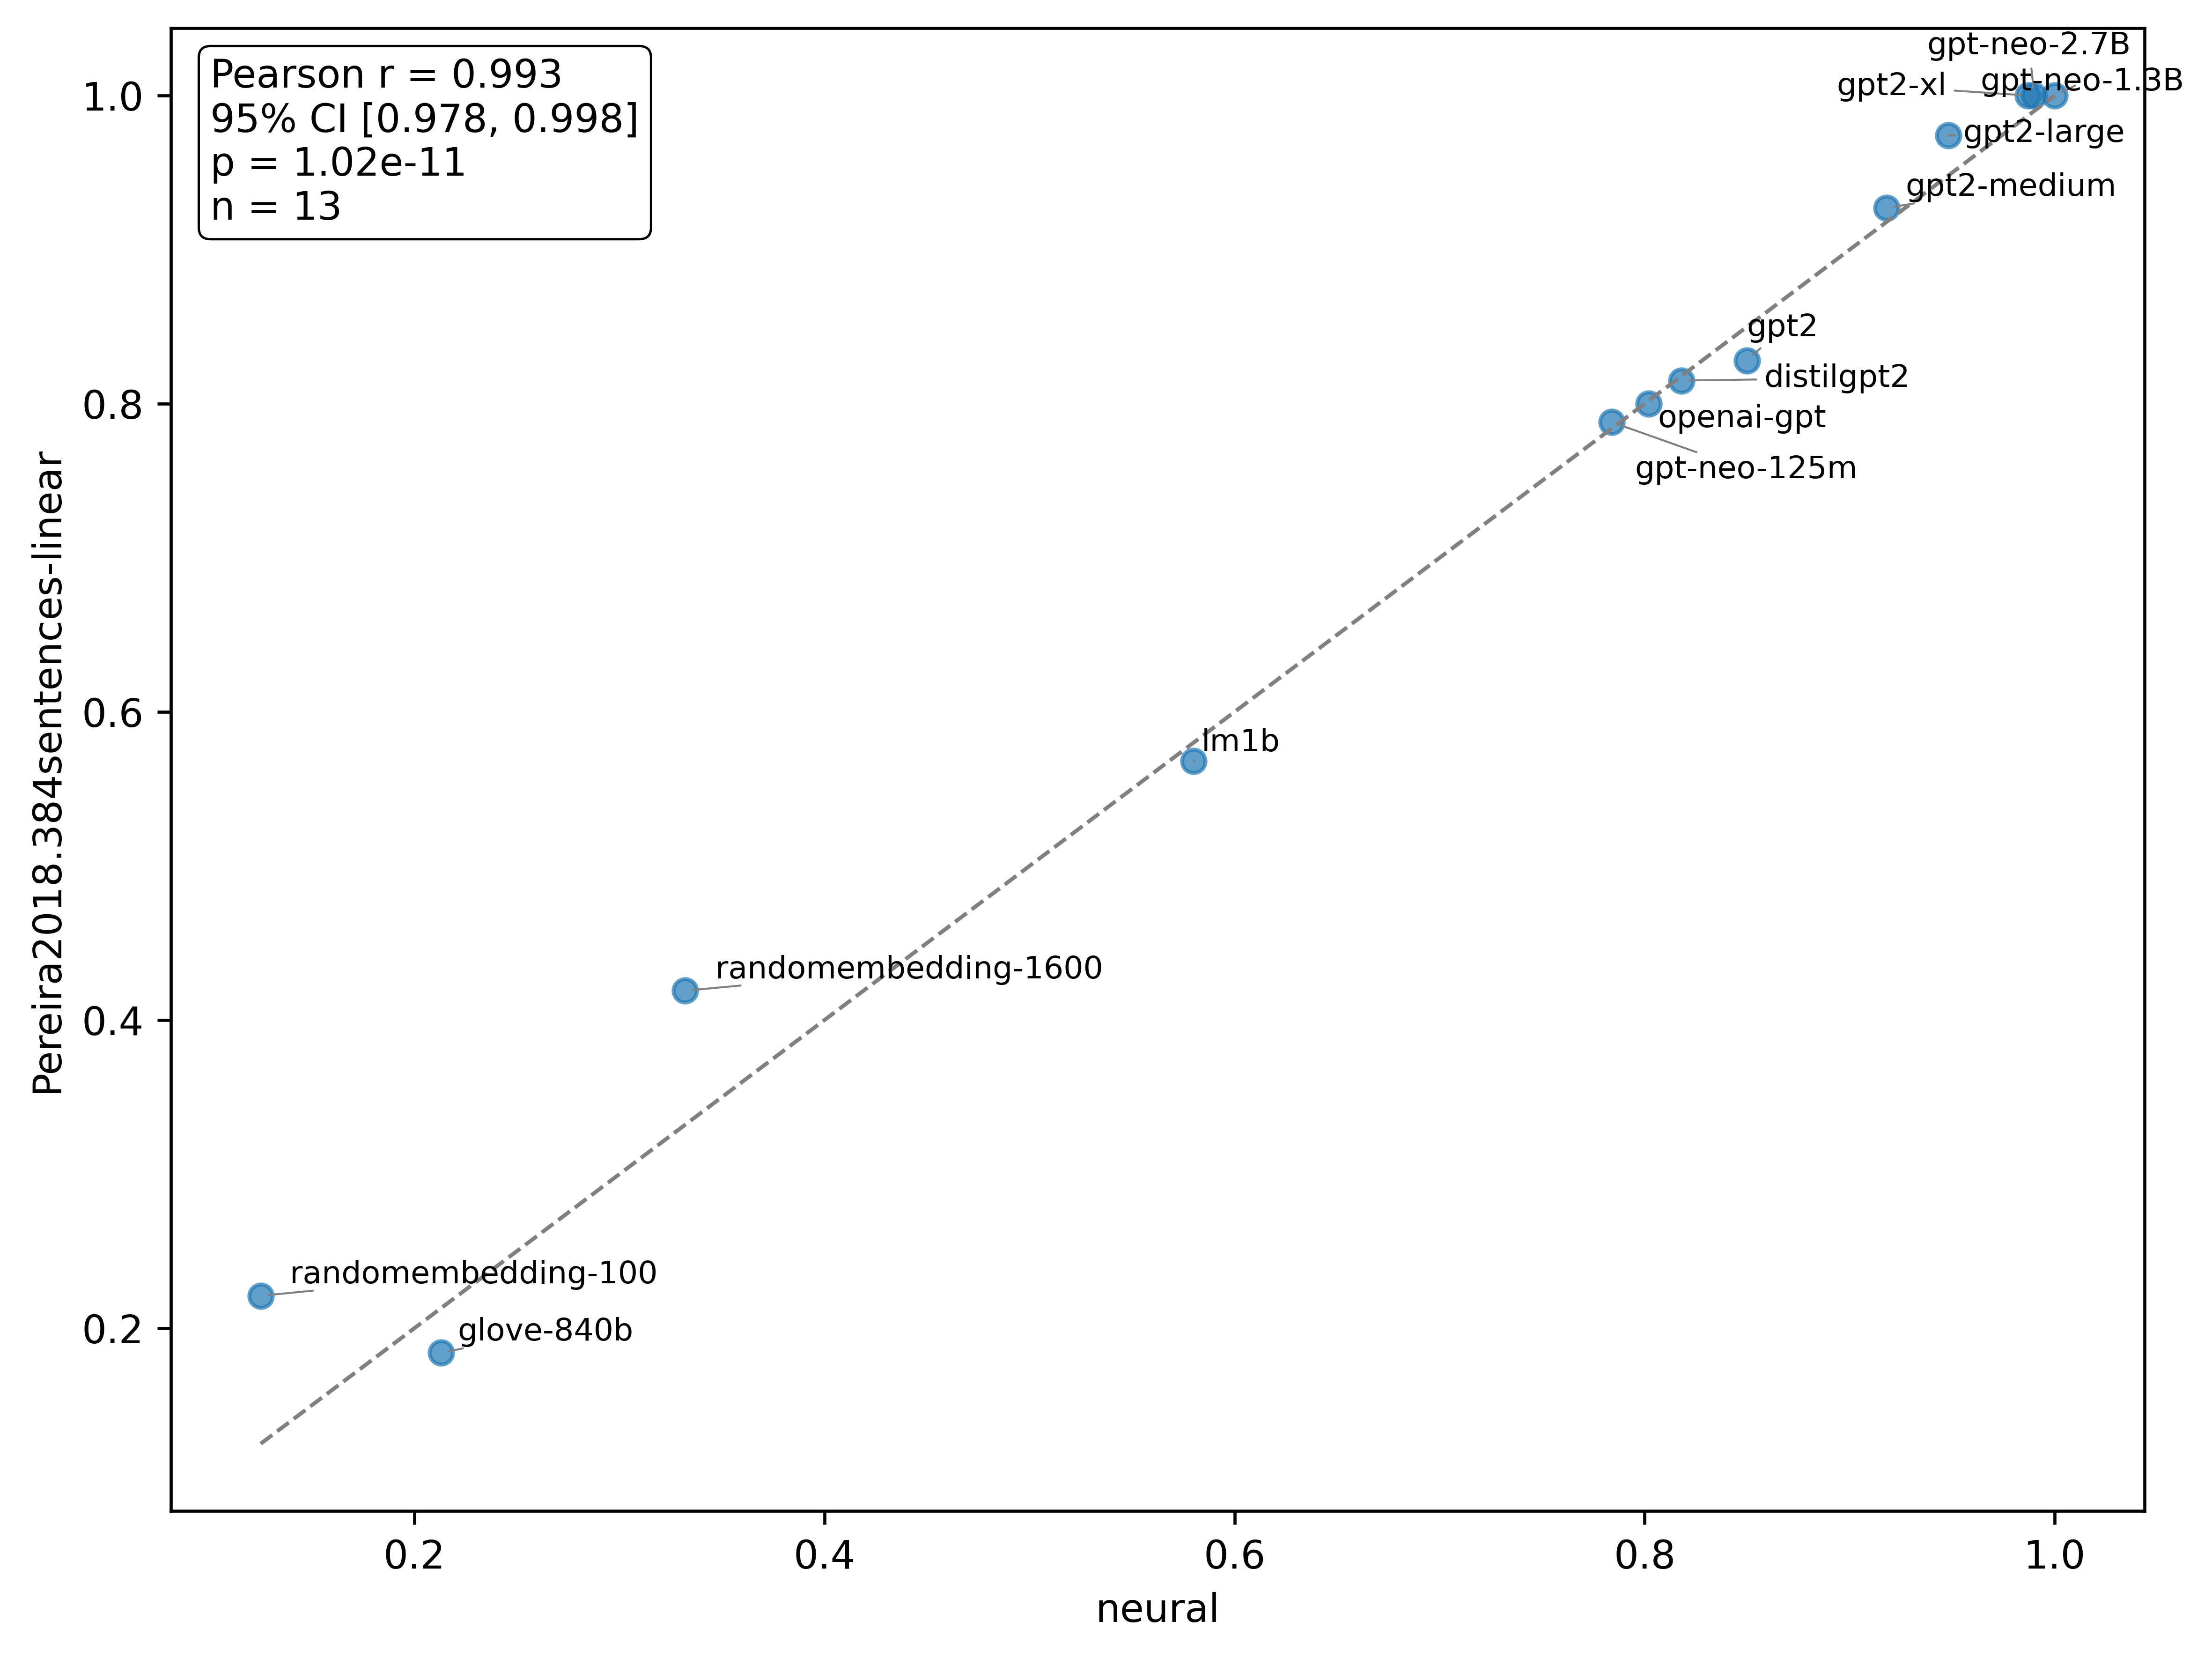 Pearson r = 0.993
95% CI [0.978, 0.998]
p = 1.02e-11
n = 13
gpt-neo-2.7B
gpt2-xl
gpt-neo-1.3B
gpt2-large
gpt2-medium
gpt2
distilgpt2
openai-gpt
gpt-neo-125m
lm1b
randomembedding-1600
randomembedding-100
glove-840b
Pereira2018.384sentences-linear
1.0
0.8
0.6
0.4
0.2
0.2
0.4
0.6
0.8
1.0
neural